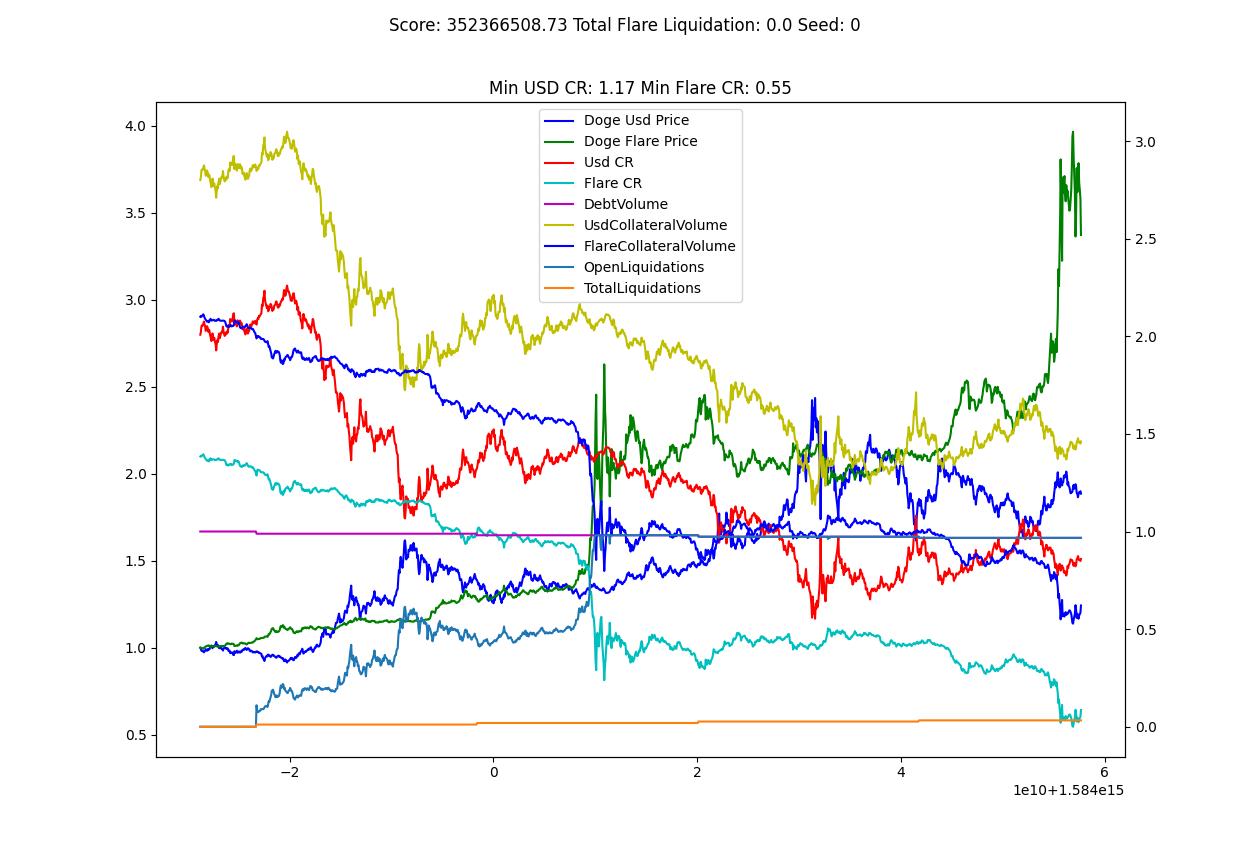 Score: 352366508.73 Total Flare Liquidation: 0.0 Seed: 0
Min USD CR: 1.17 Min Flare CR: 0.55
Doge Usd Price
Doge Flare Price
Usd CR
Flare CR
DebtVolume
UsdCollateralVolume
FlareCollateralVolume
OpenLiquidations
TotalLiquidations
4.0
3.5
3.0
2.5
2.0
1.5
1.0
0.5
3.0
2.5
2.0
1.5
1.0
0.5
0.0
−2 0 2 4 6
1e10+1.584e15